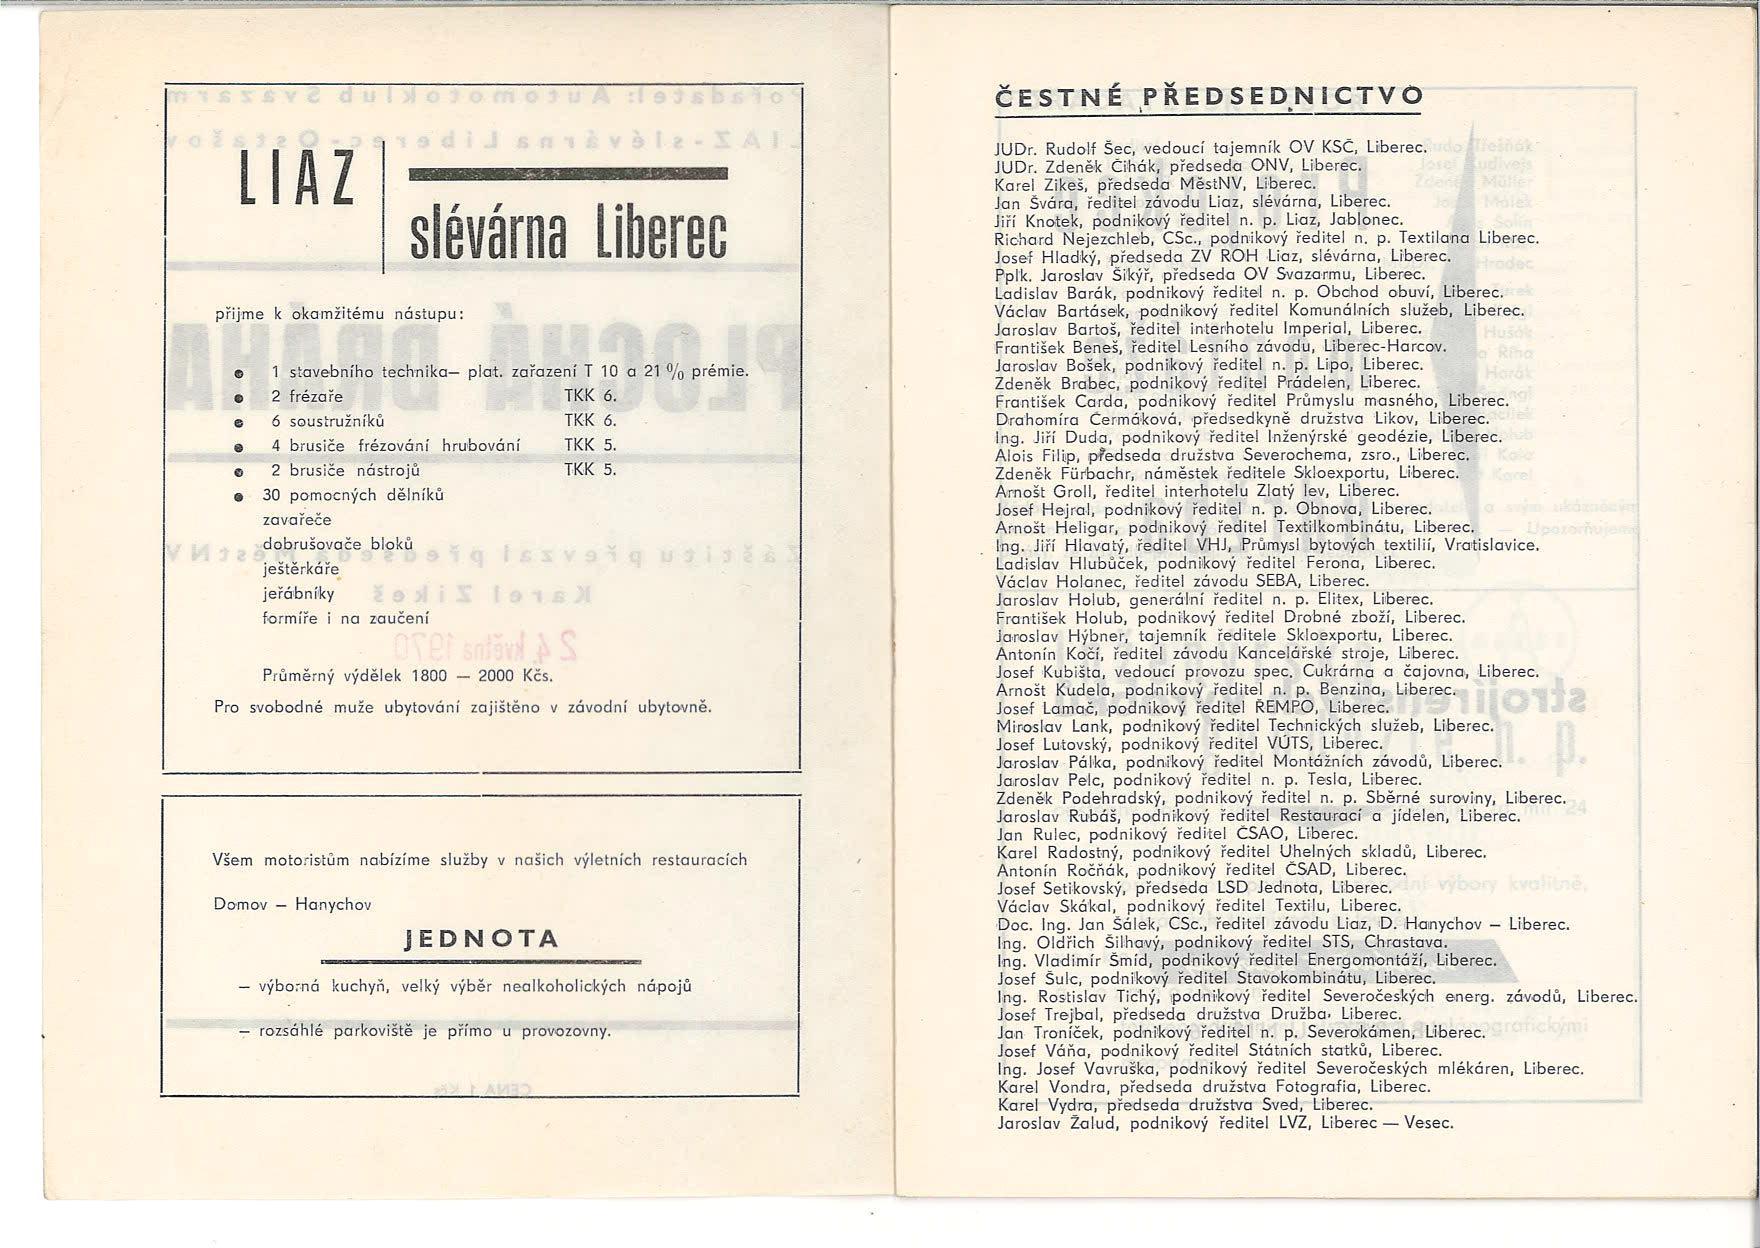 LIAZ
slévárna Liberec
přijme k okamžitému nástupu:
● 1 stavebního technika— plat. zařazení T 10 a 21 % prémie.
● 2 frézaře TKK 6.
● 6 soustružníků TKK 6.
● 4 brusiče frézování hrubování TKK 5.
● 2 brusiče nástrojů TKK 5.
● 30 pomocných dělníků
zavařeče
dobrušovače bloků
ještěrkáře
jeřábníky
formíře i na zaučení
Průměrný výdělek 1800 — 2000 Kčs.
Pro svobodné muže ubytování zajištěno v závodní ubytovně.
Všem motoristům nabízíme služby v našich výletních restauracích
Domov – Hanychov
JEDNOTA
– výborná kuchyň, velký výběr nealkoholických nápojů
– rozsáhlé parkoviště je přímo u provozovny.
ČESTNÉ PŘEDSEDNICTVO
JUDr. Rudolf Šec, vedoucí tajemník OV KSČ, Liberec.
JUDr. Zdeněk Čihák, předseda ONV, Liberec.
Karel Zikeš, předseda MěstNV, Liberec.
Jan Švára, ředitel závodu Liaz, slévárna, Liberec.
Jiří Knotek, podnikový ředitel n. p. Liaz, Jablonec.
Richard Nejezchleb, CSc., podnikový ředitel n. p. Textilana Liberec.
Josef Hladký, předseda ZV ROH Liaz, slévárna, Liberec.
Pplk. Jaroslav Šikýř, předseda OV Svazarmu, Liberec.
Ladislav Barák, podnikový ředitel n. p. Obchod obuví, Liberec.
Václav Bartásek, podnikový ředitel Komunálních služeb, Liberec.
Jaroslav Bartoš, ředitel interhotelu Imperial, Liberec.
František Beneš, ředitel Lesního závodu, Liberec-Harcov.
Jaroslav Bošek, podnikový ředitel n. p. Lipo, Liberec.
Zdeněk Brabec, podnikový ředitel Prádelen, Liberec.
František Carda, podnikový ředitel Průmyslu masného, Liberec.
Drahomíra Čermáková, předsedkyně družstva Likov, Liberec.
Ing. Jiří Duda, podnikový ředitel Inženýrské geodézie, Liberec.
Alois Filip, předseda družstva Severochema, zsro., Liberec.
Zdeněk Fürbachr, náměstek ředitele Skloexportu, Liberec.
Arnošt Groll, ředitel interhotelu Zlatý lev, Liberec.
Josef Hejral, podnikový ředitel n. p. Obnova, Liberec.
Arnošt Heligar, podnikový ředitel Textilkombinátu, Liberec.
Ing. Jiří Hlavatý, ředitel VHJ, Průmysl bytových textilií, Vratislavice.
Ladislav Hlubůček, podnikový ředitel Ferona, Liberec.
Václav Holanec, ředitel závodu SEBA, Liberec.
Jaroslav Holub, generální ředitel n. p. Elitex, Liberec.
František Holub, podnikový ředitel Drobné zboží, Liberec.
Jaroslav Hýbner, tajemník ředitele Skloexportu, Liberec.
Antonín Kočí, ředitel závodu Kancelářské stroje, Liberec.
Josef Kubišta, vedoucí provozu spec. Cukrárna a čajovna, Liberec.
Arnošt Kudela, podnikový ředitel n. p. Benzina, Liberec.
Josef Lamač, podnikový ředitel ŘEMPO, Liberec.
Miroslav Lank, podnikový ředitel Technických služeb, Liberec.
Josef Lutovský, podnikový ředitel VÚTS, Liberec.
Jaroslav Pálka, podnikový ředitel Montážních závodů, Liberec.
Jaroslav Pelc, podnikový ředitel n. p. Tesla, Liberec.
Zdeněk Podehradský, podnikový ředitel n. p. Sběrné suroviny, Liberec.
Jaroslav Rubáš, podnikový ředitel Restaurací a jídelen, Liberec.
Jan Rulec, podnikový ředitel ČSAO, Liberec.
Karel Radostný, podnikový ředitel Uhelných skladů, Liberec.
Antonín Ročňák, podnikový ředitel ČSAD, Liberec.
Josef Setikovský, předseda LSD Jednota, Liberec.
Václav Skákal, podnikový ředitel Textilu, Liberec.
Doc. Ing. Jan Šálek, CSc., ředitel závodu Liaz, D. Hanychov – Liberec.
Ing. Oldřich Šilhavý, podnikový ředitel STS, Chrastava.
Ing. Vladimír Šmíd, podnikový ředitel Energomontáží, Liberec.
Josef Šulc, podnikový ředitel Stavokombinátu, Liberec.
Ing. Rostislav Tichý, podnikový ředitel Severočeských energ. závodů, Liberec.
Josef Trejbal, předseda družstva Družba, Liberec.
Jan Troníček, podnikový ředitel n. p. Severokámen, Liberec.
Josef Váňa, podnikový ředitel Státních statků, Liberec.
Ing. Josef Vavruška, podnikový ředitel Severočeských mlékáren, Liberec.
Karel Vondra, předseda družstva Fotografia, Liberec.
Karel Vydra, předseda družstva Sved, Liberec.
Jaroslav Žalud, podnikový ředitel LVZ, Liberec — Vesec.